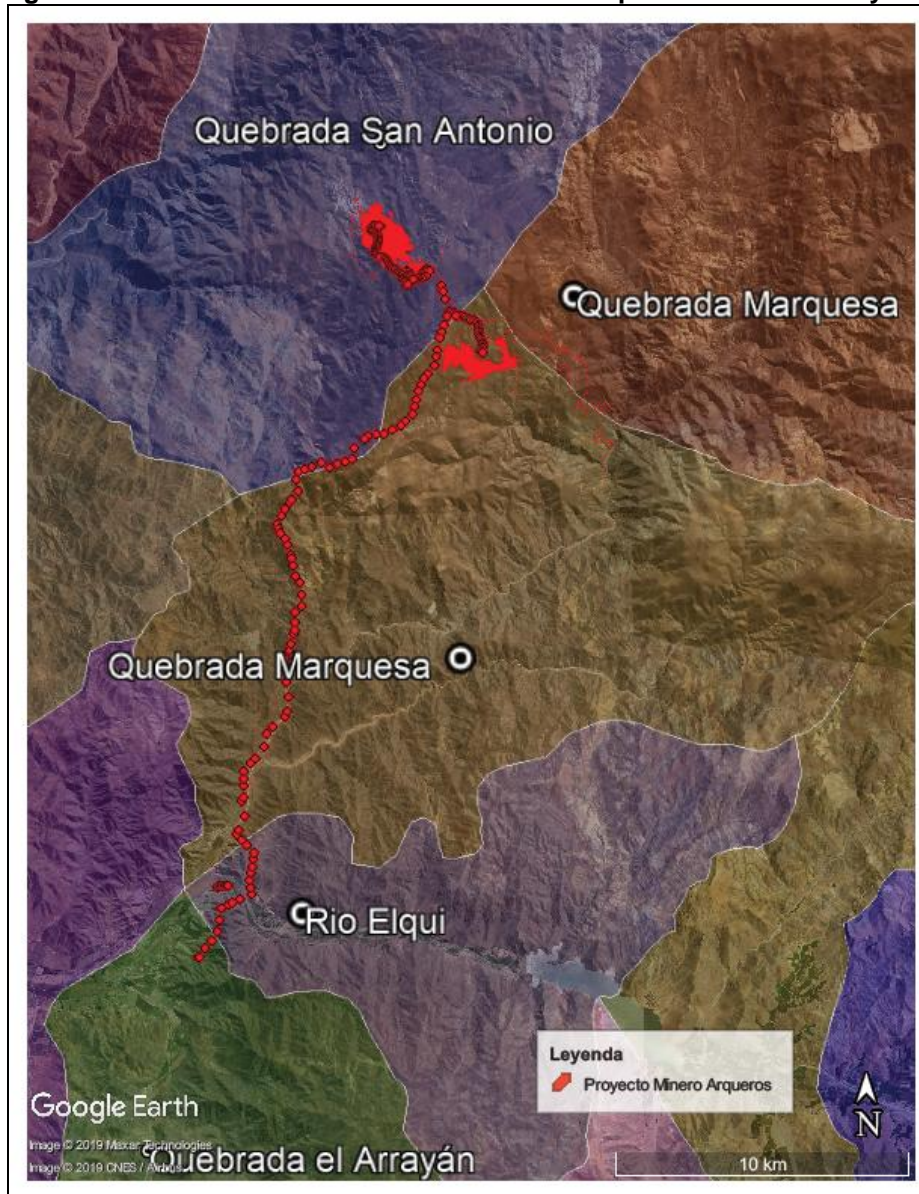 Quebrada San Antonio
Quebrada Marquesa
Quebrada Marquesa
Rio Elqui
Leyenda
Proyecto Minero Arqueros
Google Earth
N
Image © 2019 Maxar Technologies
Image © 2019 CNES / Airbus
Quebrada el Arrayán
10 km